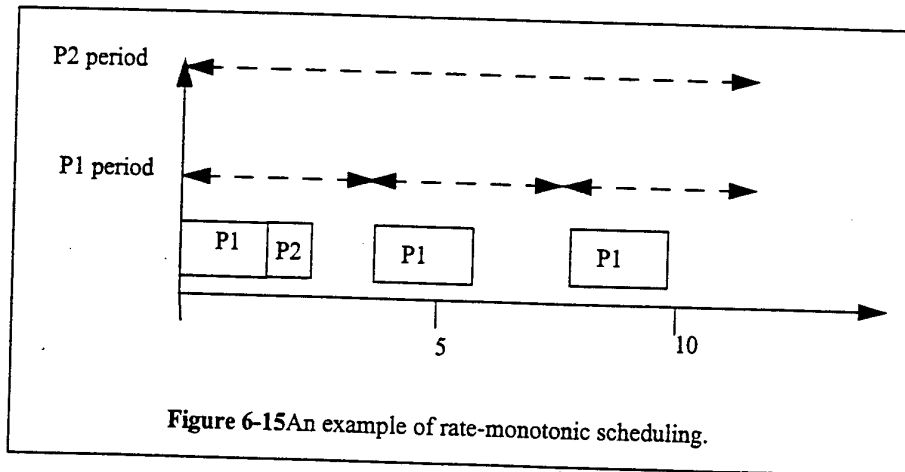 P2 period
P1 period
P1
P2
P1
P1
5
10
Figure 6-15An example of rate-monotonic scheduling.